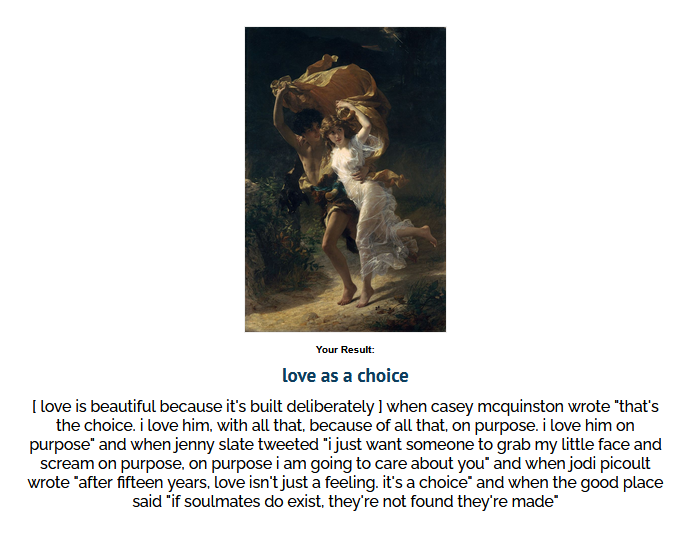 Your Result:
love as a choice
[ love is beautiful because it's built deliberately ] when casey mcquinston wrote "that's
the choice. i love him, with all that, because of all that, on purpose. i love him on
purpose" and when jenny slate tweeted "i just want someone to grab my little face and
scream on purpose, on purpose i am going to care about you" and when jodi picoult
wrote "after fifteen years, love isn't just a feeling. it's a choice" and when the good place
said "if soulmates do exist, they're not found they're made"